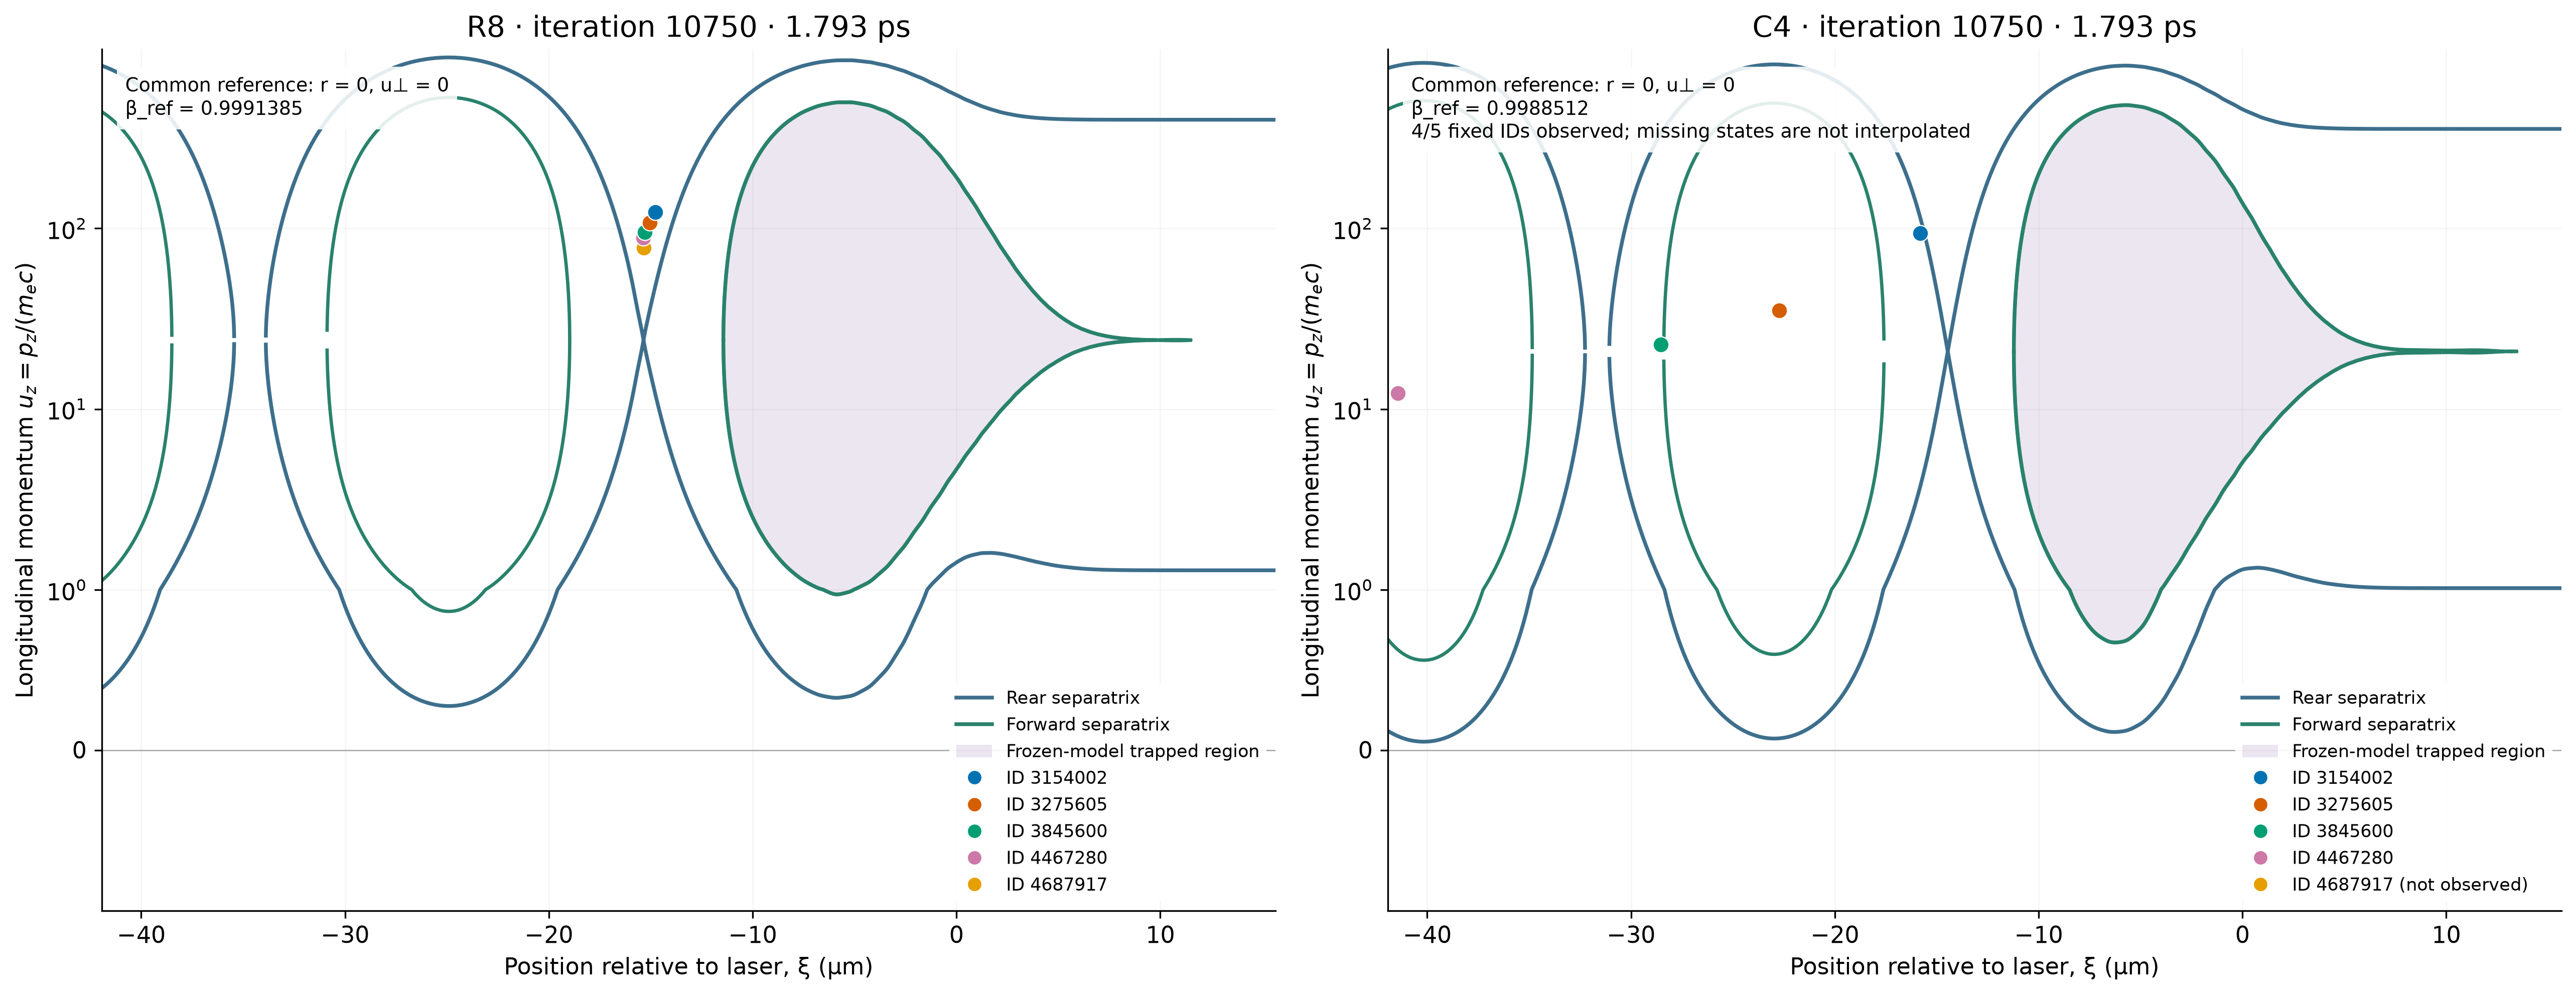 R8 · iteration 10750 · 1.793 ps
Common reference: r = 0, u⊥ = 0
β_ref = 0.9991385
Longitudinal momentum u_z = p_z/(m_e c)
10²
10¹
10⁰
0
−40
−30
−20
−10
0
10
Position relative to laser, ξ (μm)
Rear separatrix
Forward separatrix
Frozen-model trapped region
ID 3154002
ID 3275605
ID 3845600
ID 4467280
ID 4687917
C4 · iteration 10750 · 1.793 ps
Common reference: r = 0, u⊥ = 0
β_ref = 0.9988512
4/5 fixed IDs observed; missing states are not interpolated
Longitudinal momentum u_z = p_z/(m_e c)
10²
10¹
10⁰
0
−40
−30
−20
−10
0
10
Position relative to laser, ξ (μm)
Rear separatrix
Forward separatrix
Frozen-model trapped region
ID 3154002
ID 3275605
ID 3845600
ID 4467280
ID 4687917 (not observed)